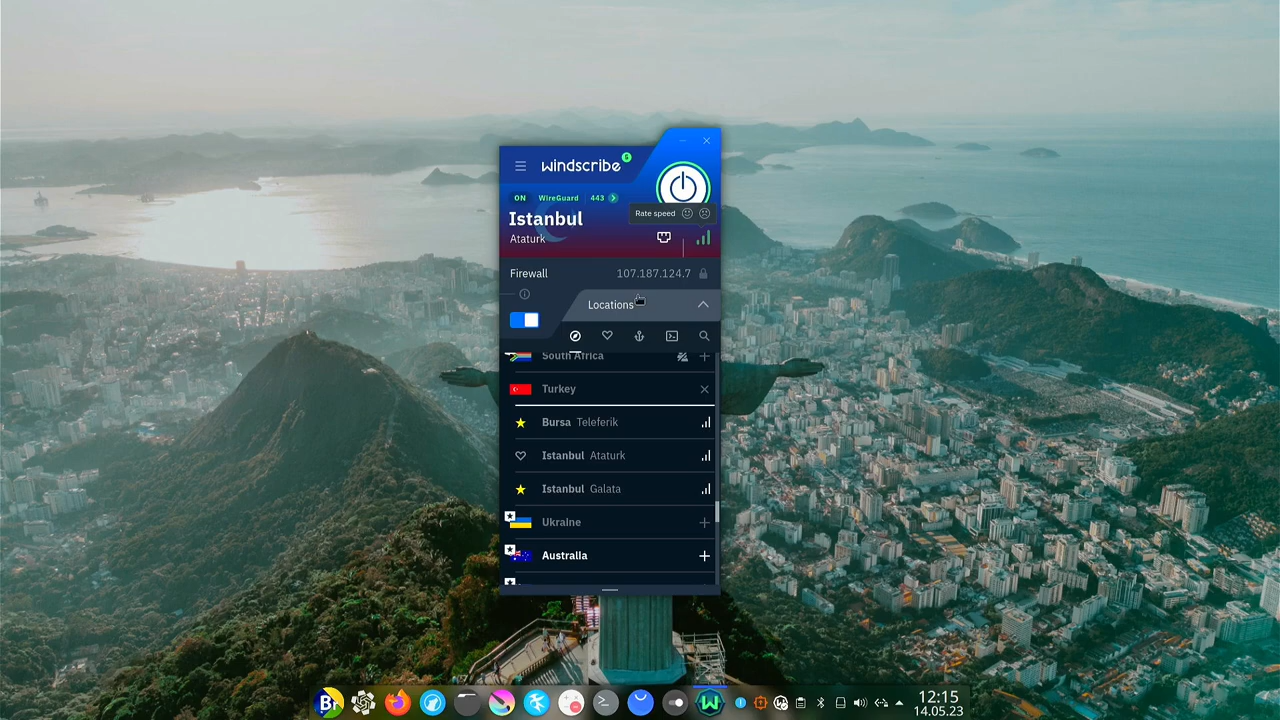 windscribe
6
ON WireGuard 443
Rate speed
Istanbul
Ataturk
Firewall 107.187.124.7
Locations
South Africa
Turkey
Bursa Teleferik
Istanbul Ataturk
Istanbul Galata
Ukraine
Australia
12:15
14.05.23